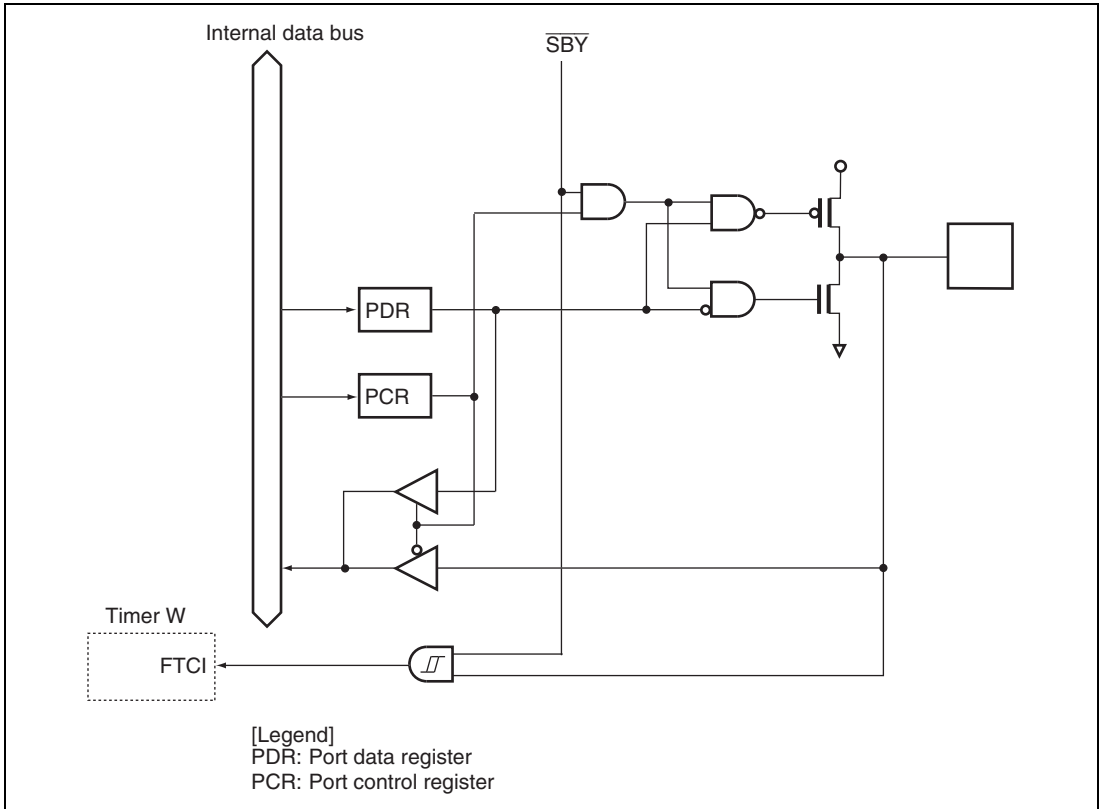 Internal data bus
SBY
PDR
PCR
Timer W
FTCI
[Legend]
PDR: Port data register
PCR: Port control register